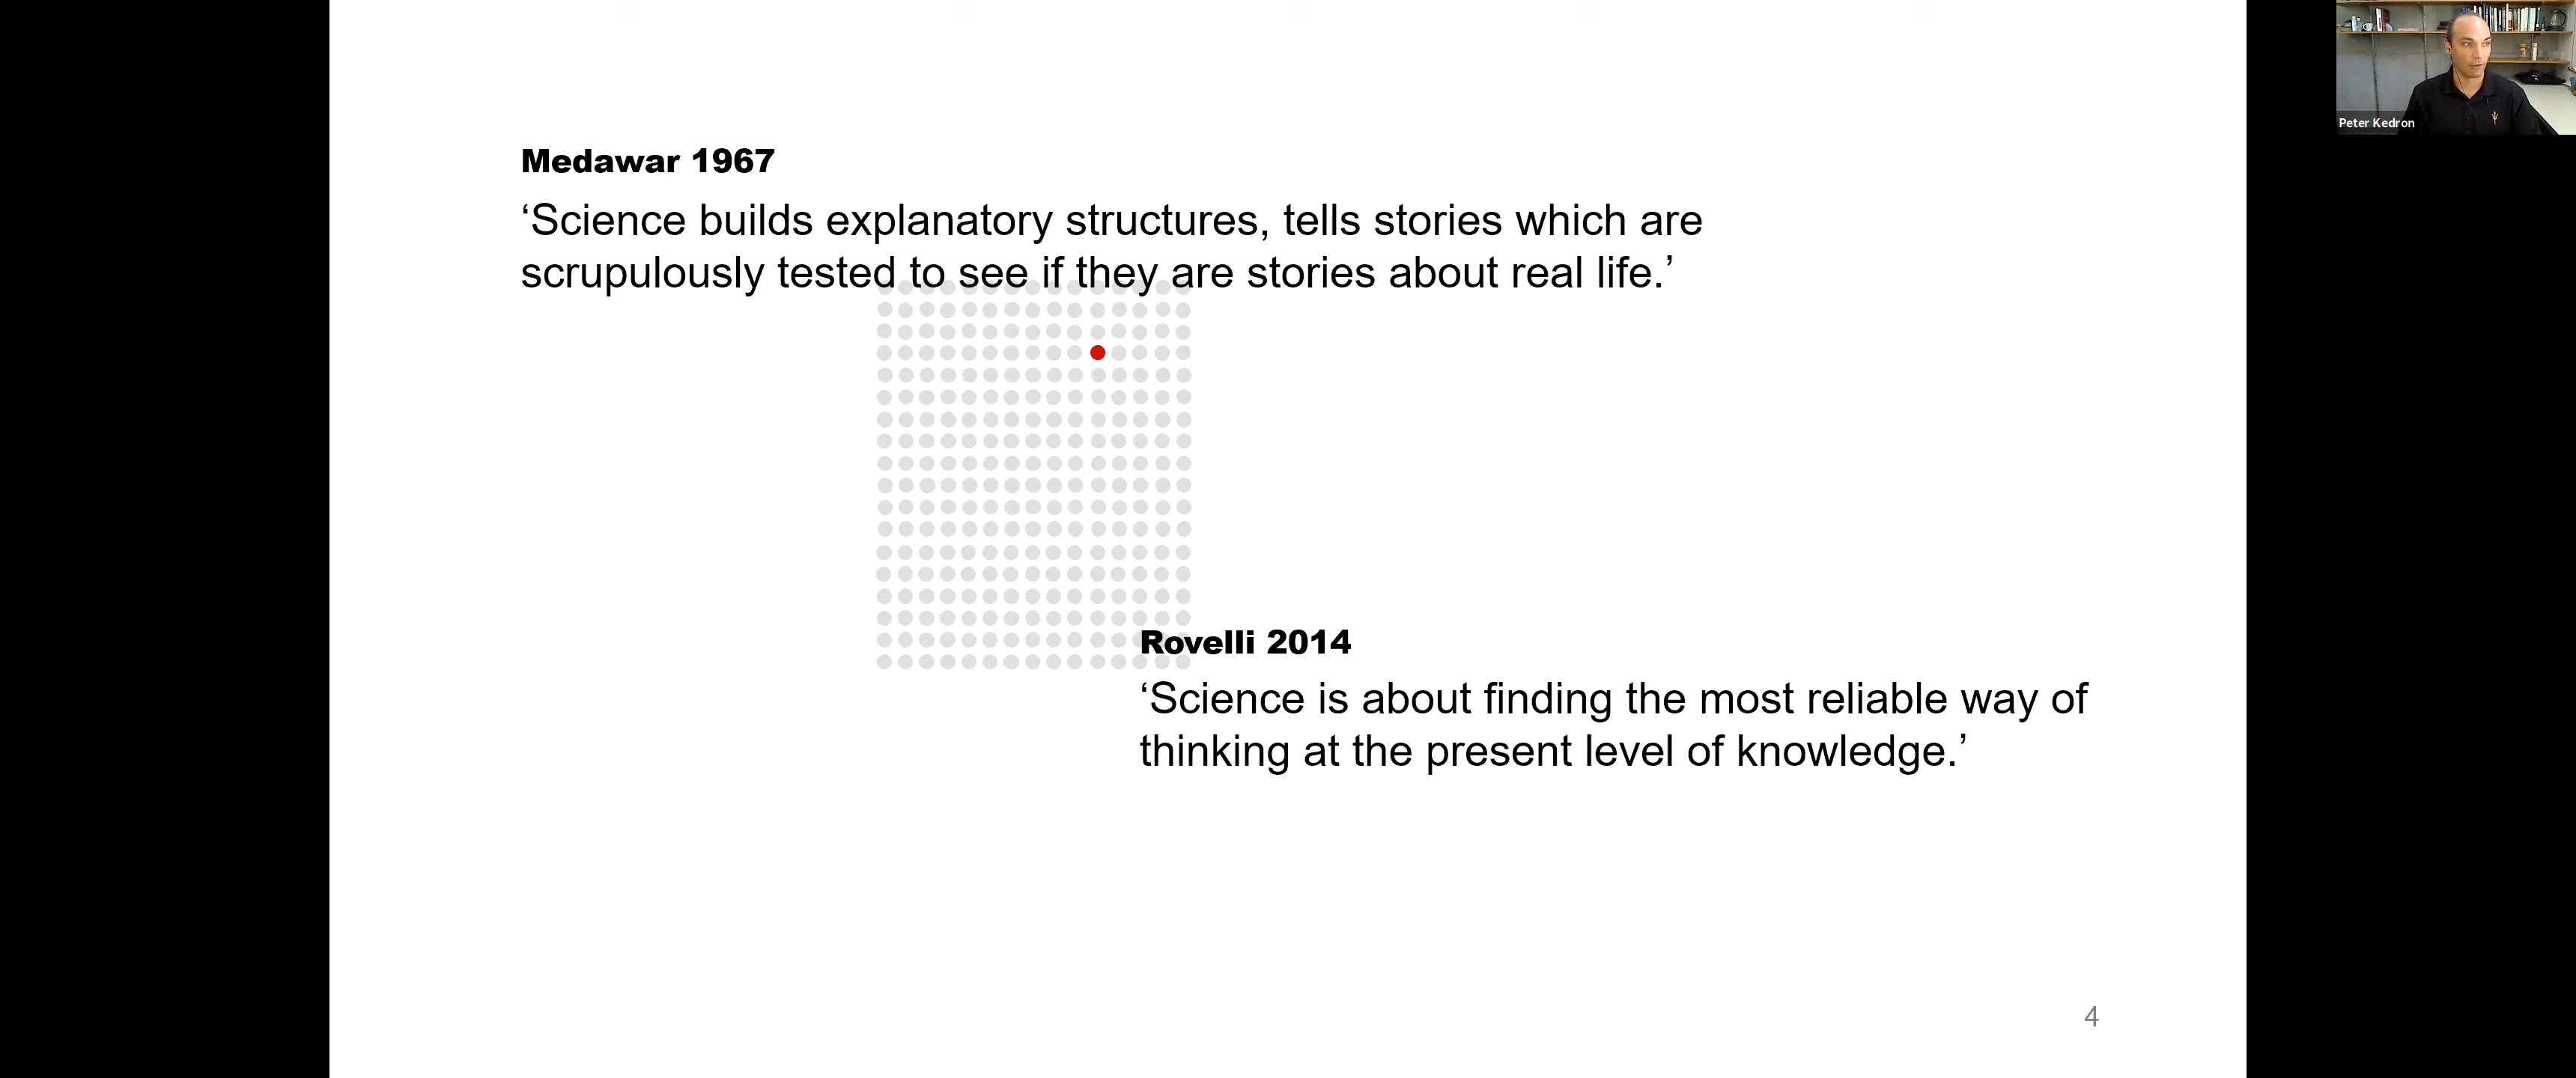 Medawar 1967
‘Science builds explanatory structures, tells stories which are
scrupulously tested to see if they are stories about real life.’
Rovelli 2014
‘Science is about finding the most reliable way of
thinking at the present level of knowledge.’
4
Peter Kedron